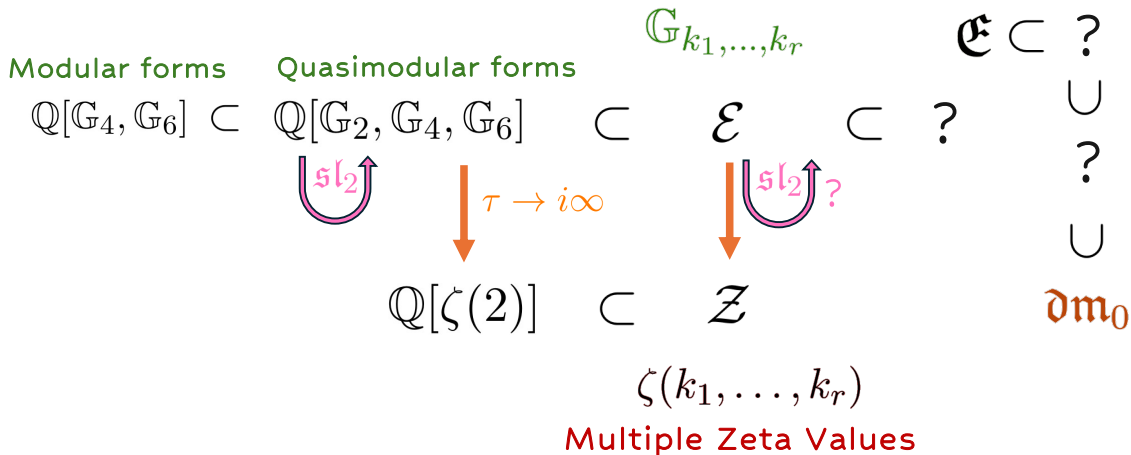 𝔾_{k_1,...,k_r}
𝕰 ⊂ ?
Modular forms
Quasimodular forms
∪
ℚ[𝔾_4, 𝔾_6] ⊂ ℚ[𝔾_2, 𝔾_4, 𝔾_6] ⊂ ℰ ⊂ ?
?
𝔰𝔩_2
τ → i∞
𝔰𝔩_2 ?
∪
ℚ[ζ(2)] ⊂ 𝒵
𝔡𝔪_0
ζ(k_1, . . . , k_r)
Multiple Zeta Values